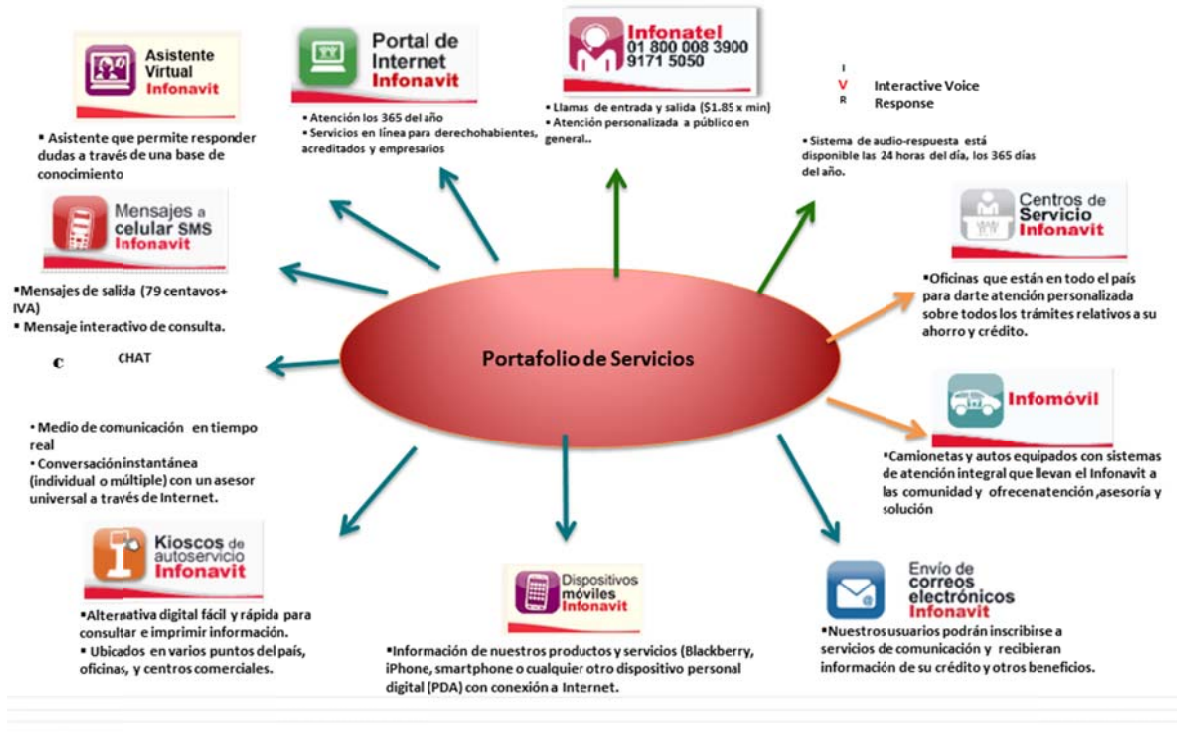 Asistente
Virtual
Infonavit
▪ Asistente que permite responder
dudas a través de una base de
conocimiento
Portal de
Internet
Infonavit
▪ Atención los 365 del año
▪ Servicios en línea para derechohabientes,
acreditados y empresarios
Infonatel
01 800 008 3900
9171 5050
▪ Llamas de entrada y salida ($1.85 x min)
▪ Atención personalizada a público en
general..
I
V
R
Interactive Voice
Response
▪ Sistema de audio-respuesta está
disponible las 24 horas del día, los 365 días
del año.
Mensajes a
celular SMS
Infonavit
▪Mensajes de salida (79 centavos+
IVA)
▪ Mensaje interactivo de consulta.
Centros de
Servicio
Infonavit
▪Oficinas que están en todo el país
para darte atención personalizada
sobre todos los trámites relativos a su
ahorro y crédito.
Portafolio de Servicios
c CHAT
▪ Medio de comunicación en tiempo
real
▪ Conversación instantánea
(individual o múltiple) con un asesor
universal a través de Internet.
Infomóvil
▪Camionetas y autos equipados con sistemas
de atención integral que llevan el Infonavit a
las comunidad y ofrecen atención ,asesoría y
solución
Kioscos de
autoservicio
Infonavit
▪Alternativa digital fácil y rápida para
consultar e imprimir información.
▪ Ubicados en varios puntos del país,
oficinas, y centros comerciales.
Dispositivos
móviles
Infonavit
▪Información de nuestros productos y servicios (Blackberry,
iPhone, smartphone o cualquier otro dispositivo personal
digital (PDA) con conexión a Internet.
Envío de
correos
electrónicos
Infonavit
▪Nuestros usuarios podrán inscribirse a
servicios de comunicación y recibieran
información de su crédito y otros beneficios.